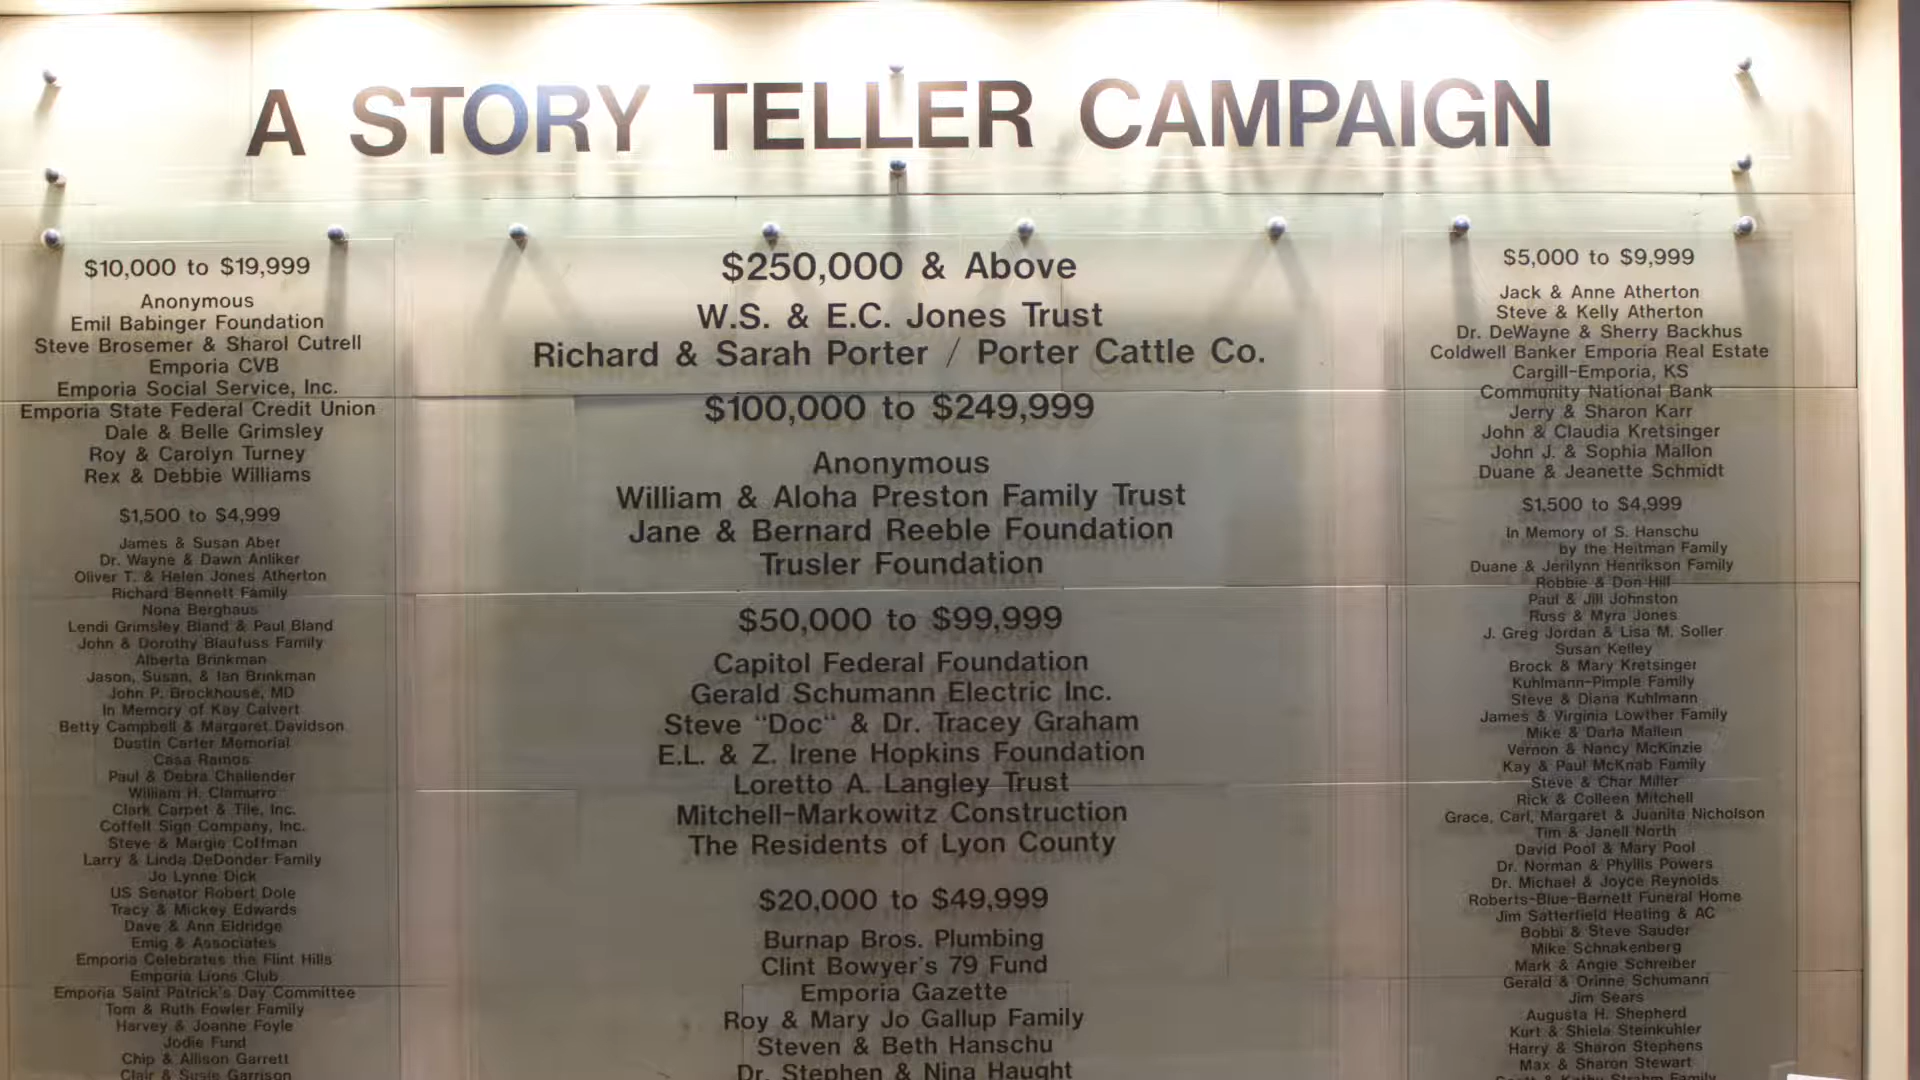 A STORY TELLER CAMPAIGN
$10,000 to $19,999
Anonymous
Emil Babinger Foundation
Steve Brosemer & Sharol Cutrell
Emporia CVB
Emporia Social Service, Inc.
Emporia State Federal Credit Union
Dale & Belle Grimsley
Roy & Carolyn Turney
Rex & Debbie Williams
$1,500 to $4,999
James & Susan Aber
Dr. Wayne & Dawn Anliker
Oliver T. & Helen Jones Atherton
Richard Bennett Family
Nona Berghaus
Lendi Grimsley Bland & Paul Bland
John & Dorothy Blaufuss Family
Alberta Brinkman
Jason, Susan, & Ian Brinkman
John P. Brockhouse, MD
In Memory of Kay Calvert
Betty Campbell & Margaret Davidson
Dustin Carter Memorial
Casa Ramos
Paul & Debra Challender
William H. Clamurro
Clark Carpet & Tile, Inc.
Coffelt Sign Company, Inc.
Steve & Margie Coffman
Larry & Linda DeDonder Family
Jo Lynne Dick
US Senator Robert Dole
Tracy & Mickey Edwards
Dave & Ann Eldridge
Emig & Associates
Emporia Celebrates the Flint Hills
Emporia Lions Club
Emporia Saint Patrick's Day Committee
Tom & Ruth Fowler Family
Harvey & Joanne Foyle
Jodie Fund
Chip & Allison Garrett
Clair & Susie Garrison
$250,000 & Above
W.S. & E.C. Jones Trust
Richard & Sarah Porter / Porter Cattle Co.
$100,000 to $249,999
Anonymous
William & Aloha Preston Family Trust
Jane & Bernard Reeble Foundation
Trusler Foundation
$50,000 to $99,999
Capitol Federal Foundation
Gerald Schumann Electric Inc.
Steve "Doc" & Dr. Tracey Graham
E.L. & Z. Irene Hopkins Foundation
Loretto A. Langley Trust
Mitchell-Markowitz Construction
The Residents of Lyon County
$20,000 to $49,999
Burnap Bros. Plumbing
Clint Bowyer's 79 Fund
Emporia Gazette
Roy & Mary Jo Gallup Family
Steven & Beth Hanschu
Dr. Stephen & Nina Haught
$5,000 to $9,999
Jack & Anne Atherton
Steve & Kelly Atherton
Dr. DeWayne & Sherry Backhus
Coldwell Banker Emporia Real Estate
Cargill-Emporia, KS
Community National Bank
Jerry & Sharon Karr
John & Claudia Kretsinger
John J. & Sophia Mallon
Duane & Jeanette Schmidt
$1,500 to $4,999
In Memory of S. Hanschu
by the Heitman Family
Duane & Jerilynn Henrikson Family
Robbie & Don Hill
Paul & Jill Johnston
Russ & Myra Jones
J. Greg Jordan & Lisa M. Soller
Susan Kelley
Brock & Mary Kretsinger
Kuhlmann-Pimple Family
Steve & Diana Kuhlmann
James & Virginia Lowther Family
Mike & Darla Mallein
Vernon & Nancy McKinzie
Kay & Paul McKnab Family
Steve & Char Miller
Rick & Colleen Mitchell
Grace, Carl, Margaret & Juanita Nicholson
Tim & Janell North
David Pool & Mary Pool
Dr. Norman & Phyllis Powers
Dr. Michael & Joyce Reynolds
Roberts-Blue-Barnett Funeral Home
Jim Satterfield Heating & AC
Bobbi & Steve Sauder
Mike Schnakenberg
Mark & Angie Schreiber
Gerald & Orinne Schumann
Jim Sears
Augusta H. Shepherd
Kurt & Shiela Steinkuhler
Harry & Sharon Stephens
Max & Sharon Stewart